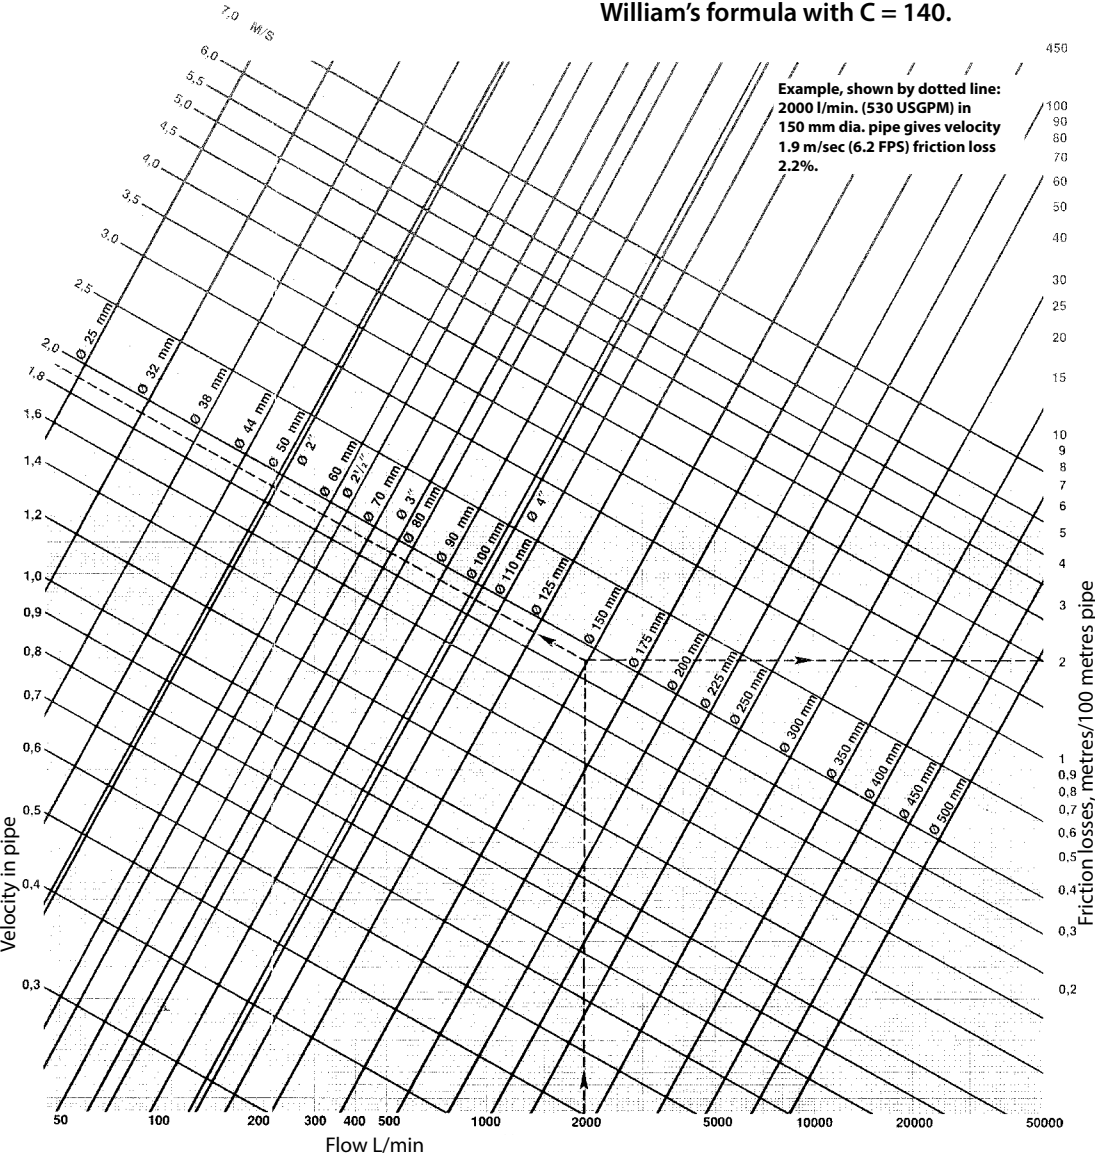 William's formula with C = 140.
Example, shown by dotted line:
2000 l/min. (530 USGPM) in
150 mm dia. pipe gives velocity
1.9 m/sec (6.2 FPS) friction loss
2.2%.
7,0 M/S
6,0
5,5
5,0
4,5
4,0
3,5
3.0
2,5
2,0
1.8
1,6
1,4
1,2
1,0
0,9
0,8
0,7
0,6
0,5
0,4
0,3
Velocity in pipe
Ø 25 mm
Ø 32 mm
Ø 38 mm
Ø 44 mm
Ø 50 mm
Ø 2"
Ø 60 mm
Ø 2½"
Ø 70 mm
Ø 3"
Ø 80 mm
Ø 90 mm
Ø 100 mm
Ø 4"
Ø 110 mm
Ø 125 mm
Ø 150 mm
Ø 175 mm
Ø 200 mm
Ø 225 mm
Ø 250 mm
Ø 300 mm
Ø 350 mm
Ø 400 mm
Ø 450 mm
Ø 500 mm
450
100
90
80
70
60
50
40
30
25
20
15
10
9
8
7
6
5
4
3
2
1
0,9
0,8
0,7
0,6
0,5
0,4
0,3
0,2
Friction losses, metres/100 metres pipe
50 100 200 300 400 500 1000 2000 5000 10000 20000 50000
Flow L/min